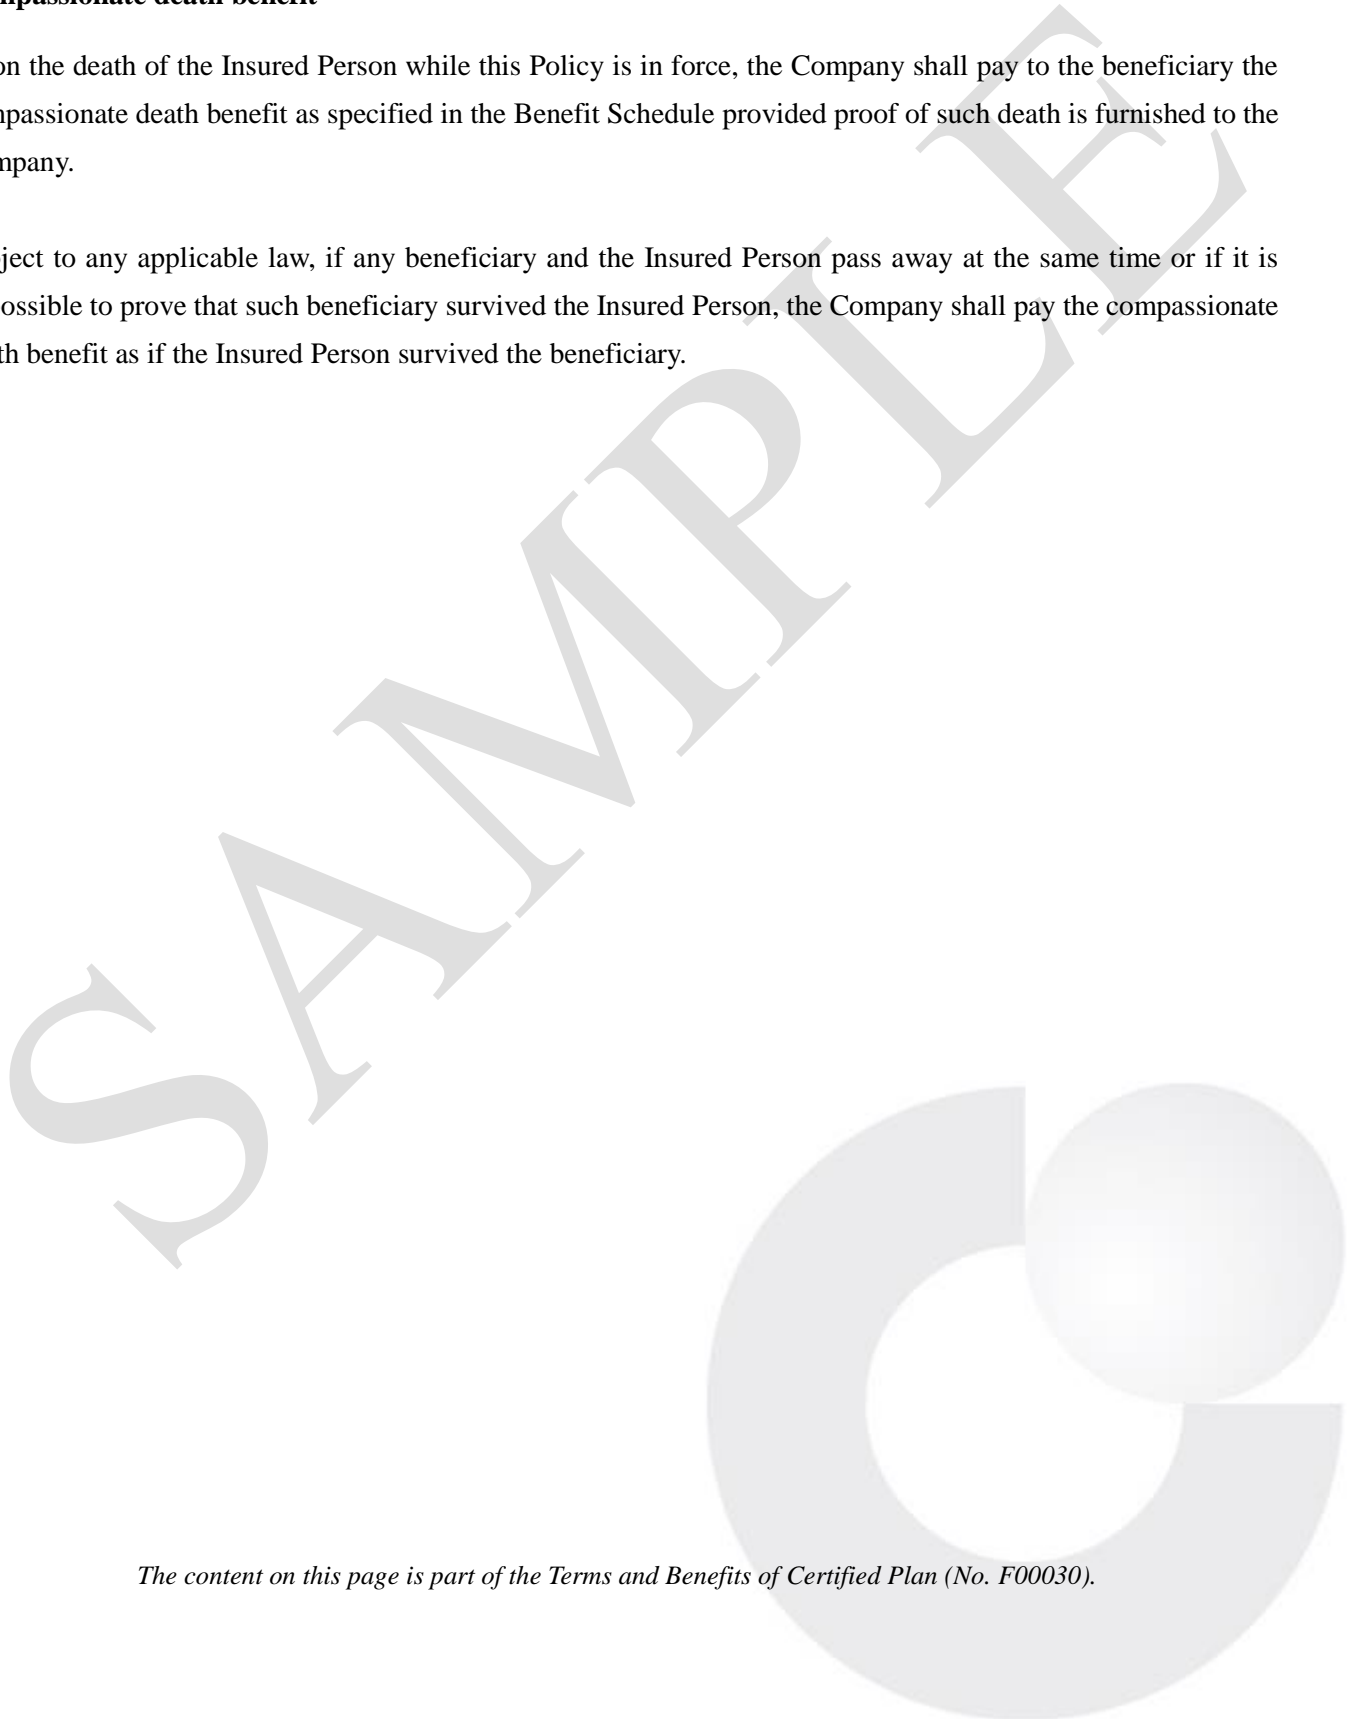 mpassionate death benefit
on the death of the Insured Person while this Policy is in force, the Company shall pay to the beneficiary the
mpassionate death benefit as specified in the Benefit Schedule provided proof of such death is furnished to the
mpany.
ject to any applicable law, if any beneficiary and the Insured Person pass away at the same time or if it is
possible to prove that such beneficiary survived the Insured Person, the Company shall pay the compassionate
th benefit as if the Insured Person survived the beneficiary.
SAMPLE
The content on this page is part of the Terms and Benefits of Certified Plan (No. F00030).